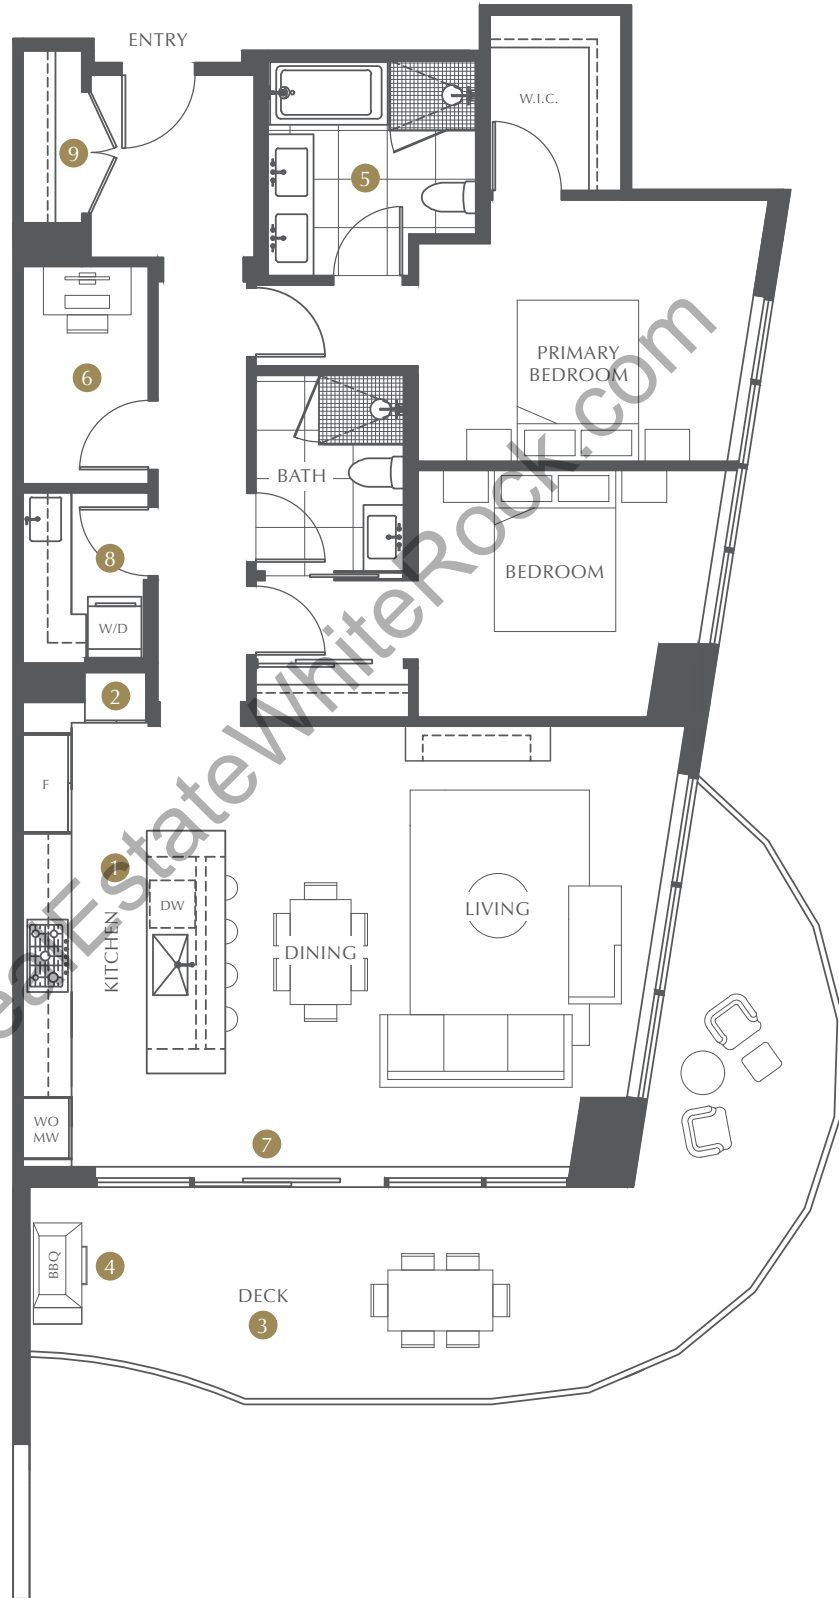 ENTRY
W.I.C.
9
5
PRIMARY
BEDROOM
6
BATH
BEDROOM
8
W/D
2
F
1
KITCHEN
DW
DINING
LIVING
WO
MW
7
BBQ
4
DECK
3
ealEstateWhiteRock.com